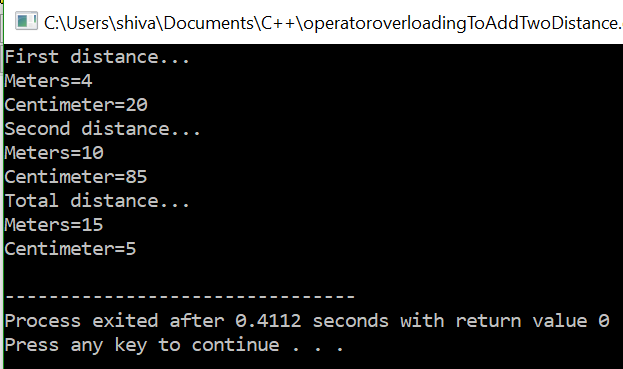 C:\Users\shiva\Documents\C++\operatoroverloadingToAddTwoDistance.
First distance...
Meters=4
Centimeter=20
Second distance...
Meters=10
Centimeter=85
Total distance...
Meters=15
Centimeter=5
--------------------------------
Process exited after 0.4112 seconds with return value 0
Press any key to continue . . .